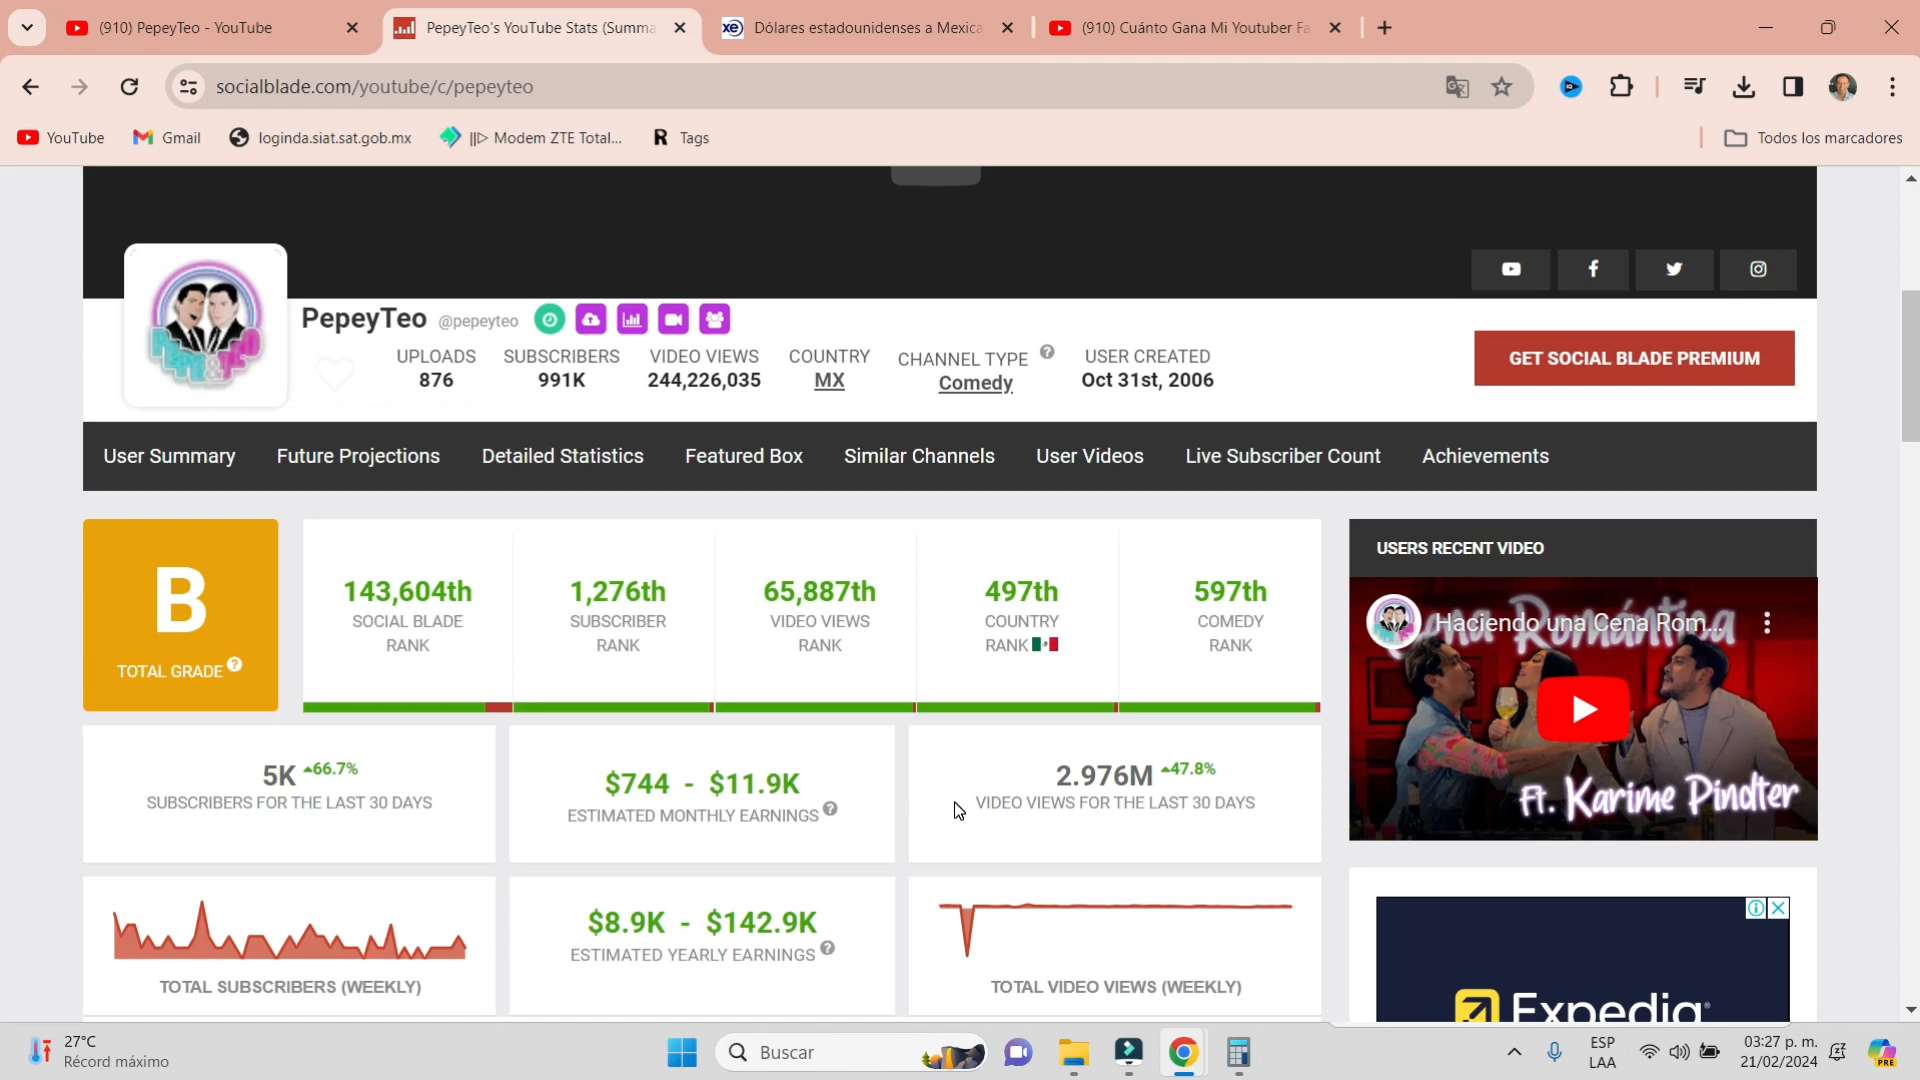 (910) PepeyTeo - YouTube
PepeyTeo's YouTube Stats (Summa
xe Dólares estadounidenses a Mexica
(910) Cuánto Gana Mi Youtuber Fa
socialblade.com/youtube/c/pepeyteo
YouTube
Gmail
loginda.siat.sat.gob.mx
||▷ Modem ZTE Total...
R Tags
Todos los marcadores
PEPE&TEO
PepeyTeo @pepeyteo
UPLOADS
876
SUBSCRIBERS
991K
VIDEO VIEWS
244,226,035
COUNTRY
MX
CHANNEL TYPE ?
Comedy
USER CREATED
Oct 31st, 2006
GET SOCIAL BLADE PREMIUM
User Summary
Future Projections
Detailed Statistics
Featured Box
Similar Channels
User Videos
Live Subscriber Count
Achievements
B
TOTAL GRADE ?
143,604th
SOCIAL BLADE
RANK
1,276th
SUBSCRIBER
RANK
65,887th
VIDEO VIEWS
RANK
497th
COUNTRY
RANK
597th
COMEDY
RANK
USERS RECENT VIDEO
Haciendo una Cena Rom...
Cena Romántica
Ft. Karime Pindter
5K 66.7%
SUBSCRIBERS FOR THE LAST 30 DAYS
$744 - $11.9K
ESTIMATED MONTHLY EARNINGS ?
2.976M 47.8%
VIDEO VIEWS FOR THE LAST 30 DAYS
TOTAL SUBSCRIBERS (WEEKLY)
$8.9K - $142.9K
ESTIMATED YEARLY EARNINGS ?
TOTAL VIDEO VIEWS (WEEKLY)
Expedia
27°C
Récord máximo
Buscar
ESP
LAA
03:27 p. m.
21/02/2024
PRE